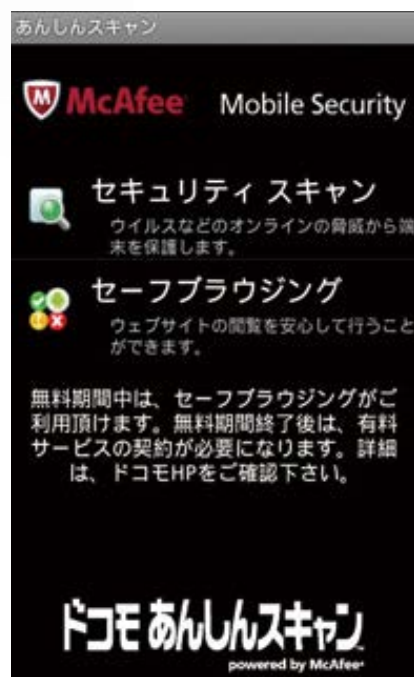 あんしんスキャン
McAfee Mobile Security
セキュリティ スキャン
ウイルスなどのオンラインの脅威から端
末を保護します。
セーフブラウジング
ウェブサイトの閲覧を安心して行うこと
ができます。
無料期間中は、セーフブラウジングがご
利用頂けます。無料期間終了後は、有料
サービスの契約が必要になります。詳細
は、ドコモHPをご確認下さい。
ドコモ あんしんスキャン
powered by McAfee